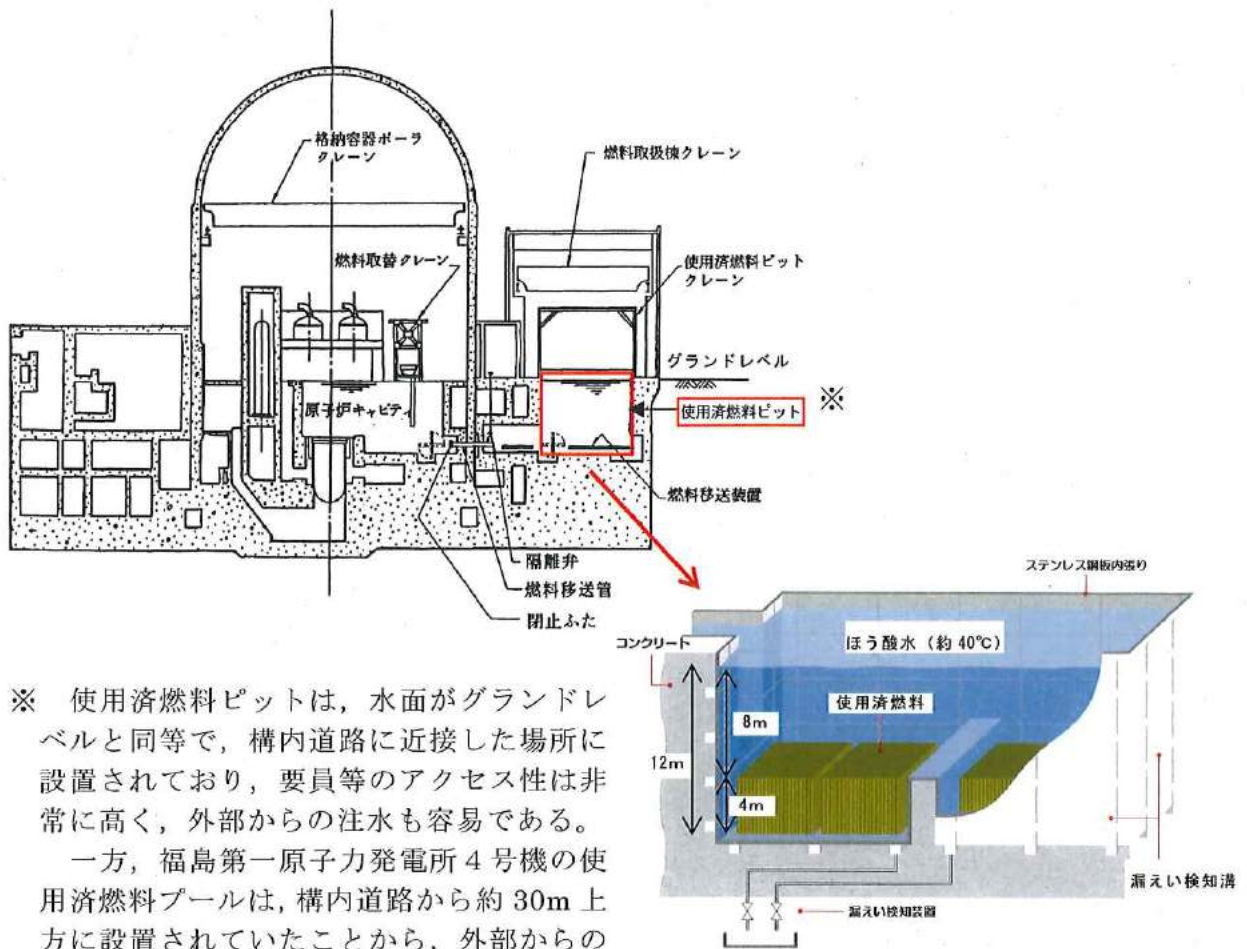 格納容器ポーラ
クレーン
燃料取扱棟クレーン
燃料取替クレーン
使用済燃料ピット
クレーン
グランドレベル
原子炉キャビティ
使用済燃料ピット
※
燃料移送装置
隔離弁
燃料移送管
閉止ふた
ステンレス鋼板内張り
コンクリート
ほう酸水（約40℃）
使用済燃料
8m
12m
4m
漏えい検知溝
漏えい検知装置
※　使用済燃料ピットは，水面がグランドレ
ベルと同等で，構内道路に近接した場所に
設置されており，要員等のアクセス性は非
常に高く，外部からの注水も容易である。
一方，福島第一原子力発電所４号機の使
用済燃料プールは，構内道路から約30m上
方に設置されていたことから，外部からの